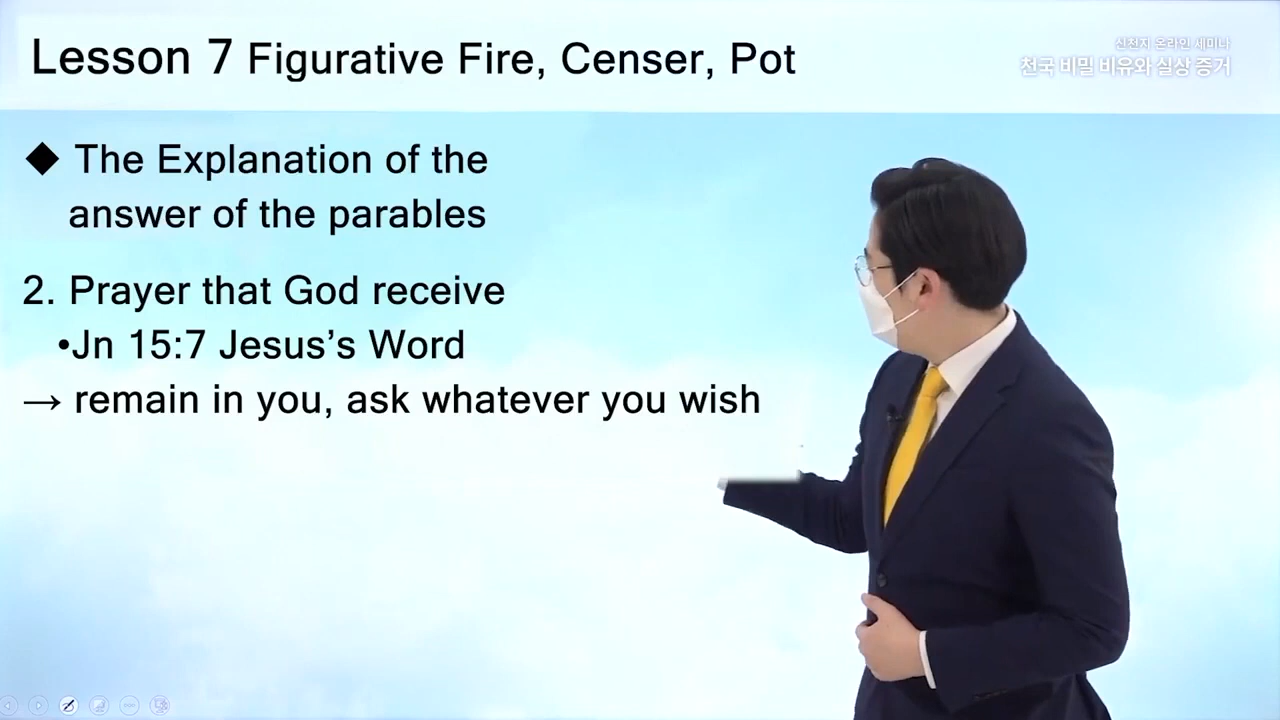 Lesson 7 Figurative Fire, Censer, Pot
신천지 온라인 세미나
천국 비밀 비유와 실상 증거
◆ The Explanation of the
answer of the parables
2. Prayer that God receive
•Jn 15:7 Jesus’s Word
→ remain in you, ask whatever you wish